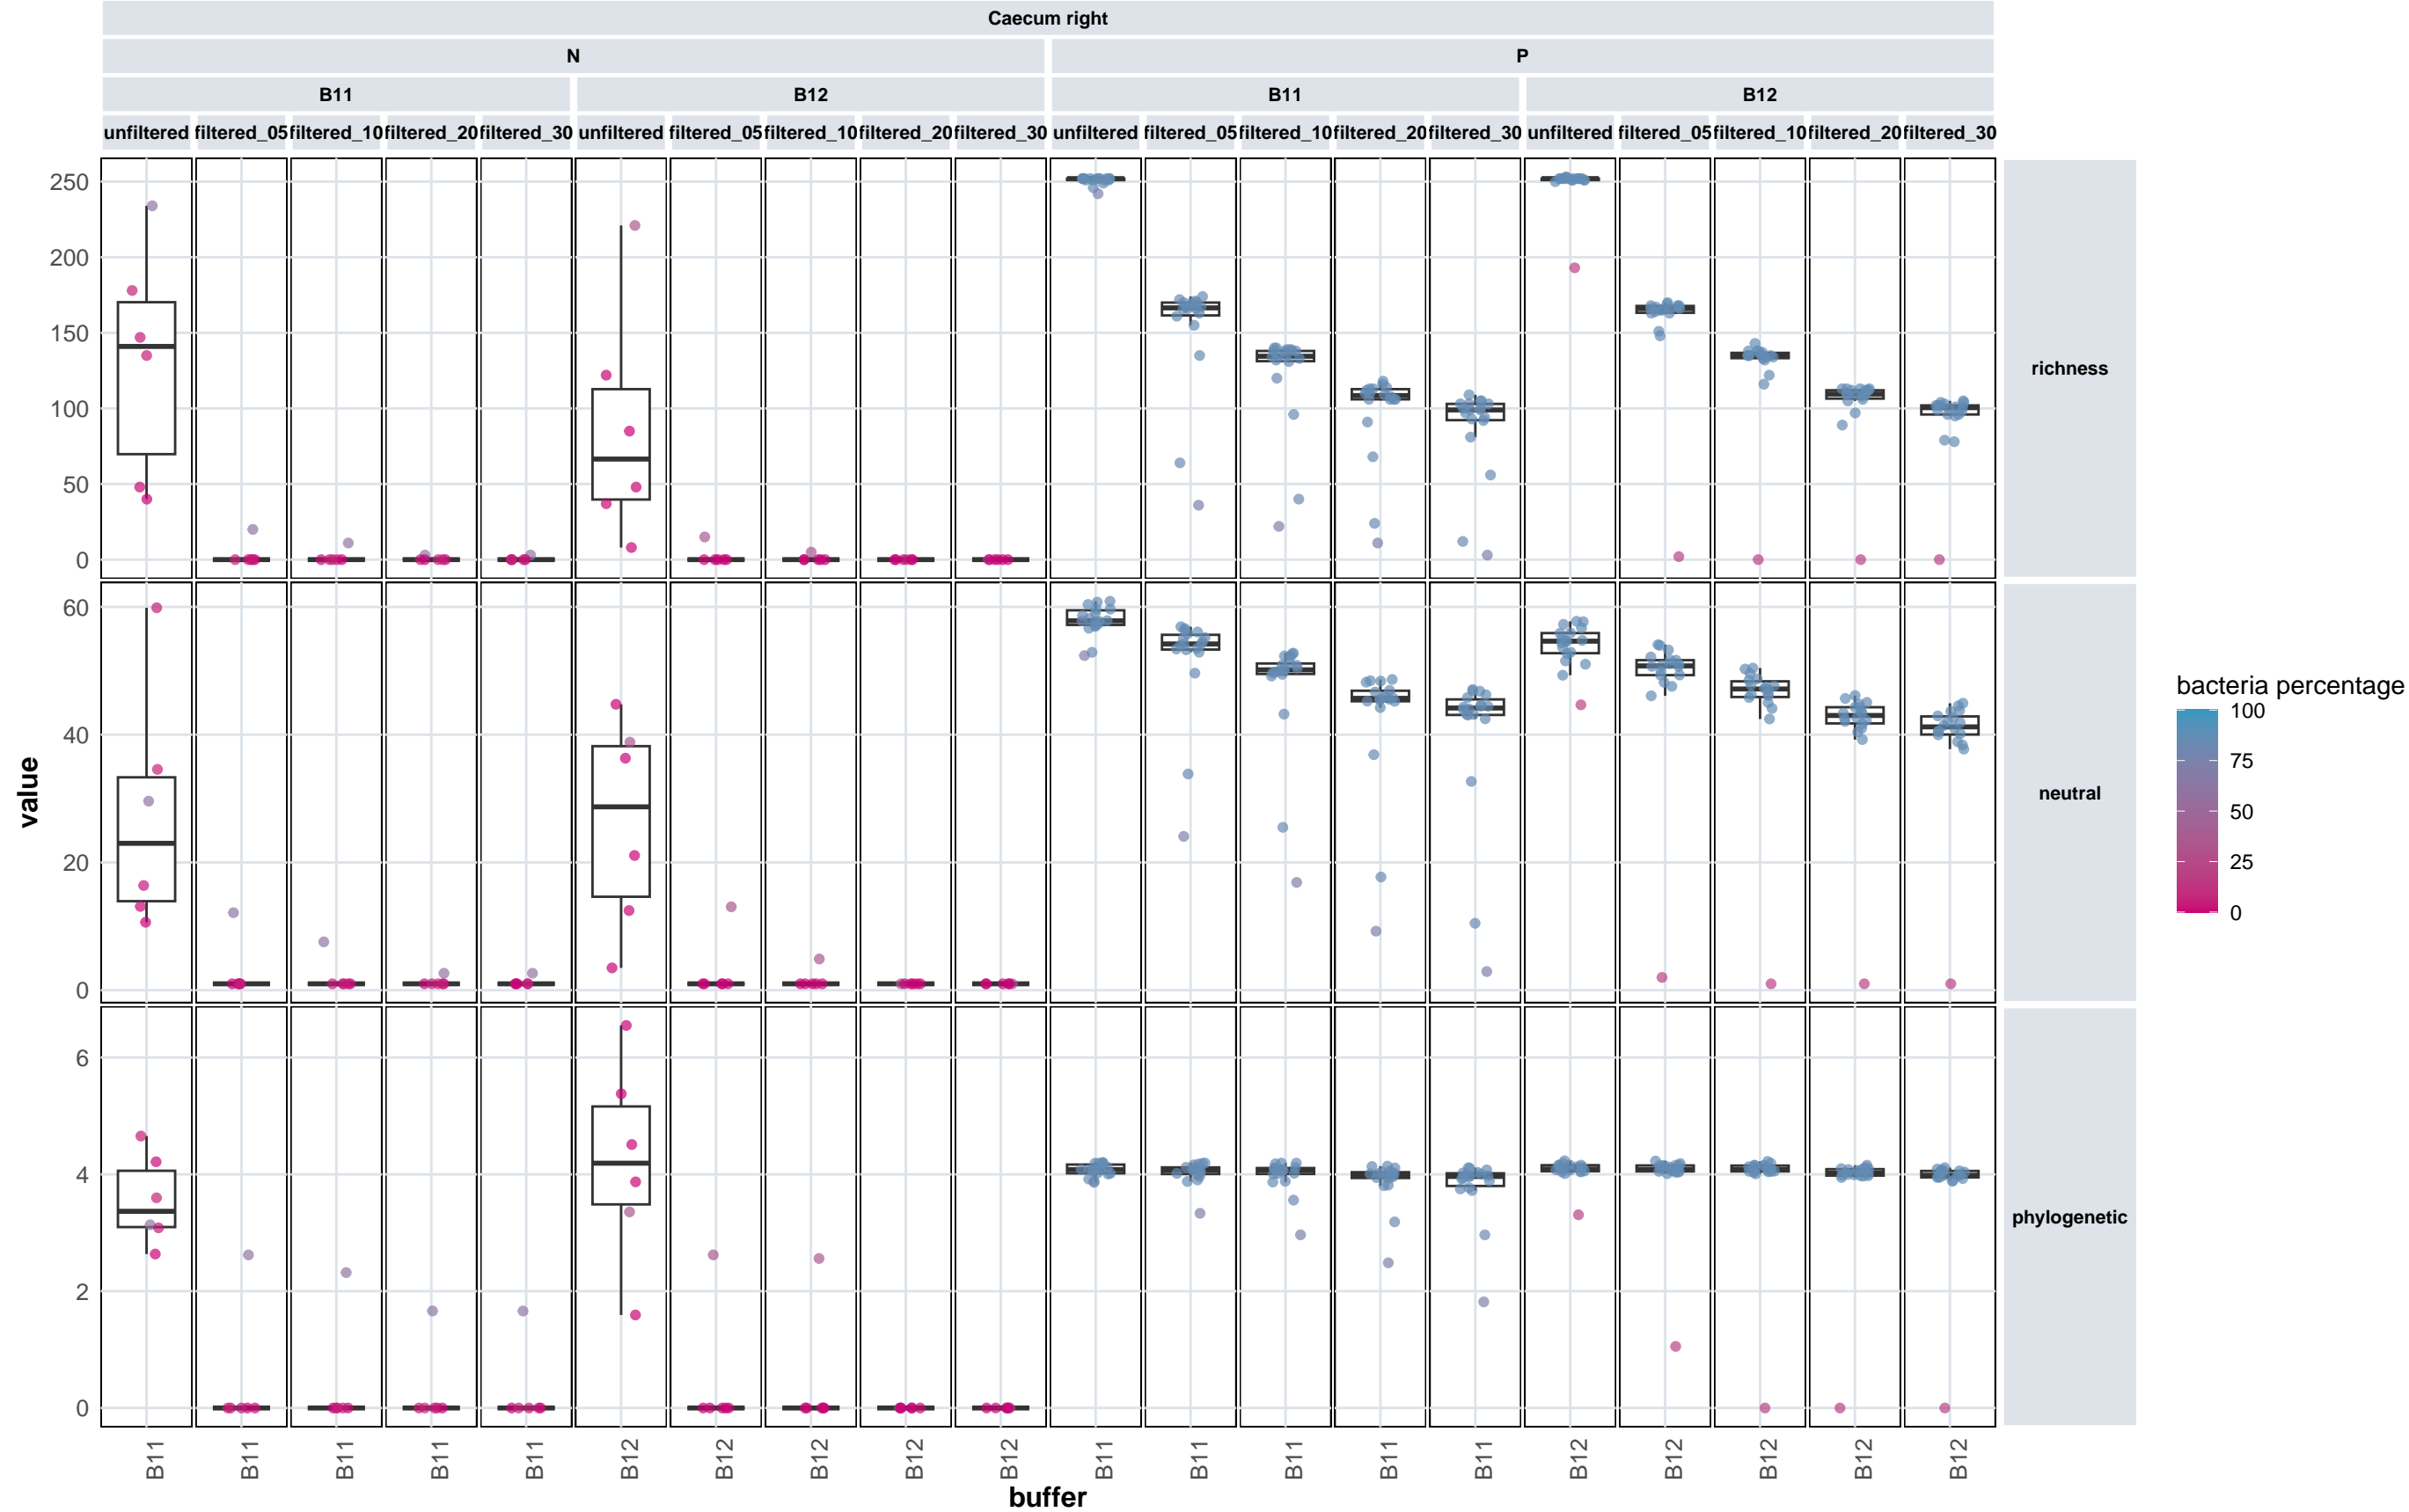 Caecum right
N P
B11 B12 B11 B12
unfiltered filtered_05 filtered_10 filtered_20 filtered_30 unfiltered filtered_05 filtered_10 filtered_20 filtered_30 unfiltered filtered_05 filtered_10 filtered_20 filtered_30 unfiltered filtered_05 filtered_10 filtered_20 filtered_30
250
200
150
100
50
0
richness
60
40
20
0
neutral
6
4
2
0
phylogenetic
value
B11 B11 B11 B11 B11 B12 B12 B12 B12 B12 B11 B11 B11 B11 B11 B12 B12 B12 B12 B12
buffer
bacteria percentage
100
75
50
25
0